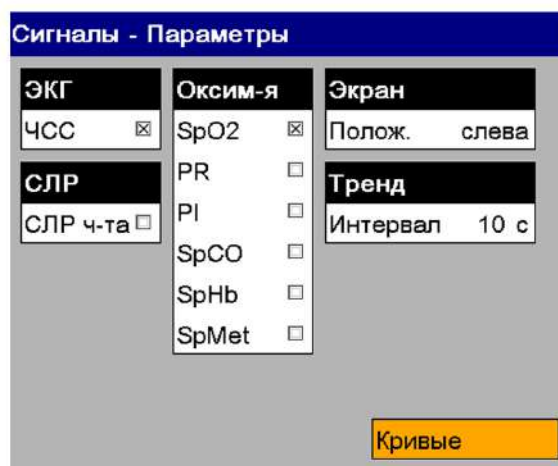 Сигналы - Параметры
ЭКГ
ЧСС
СЛР
СЛР ч-та
Оксим-я
SpO2
PR
PI
SpCO
SpHb
SpMet
Экран
Полож. слева
Тренд
Интервал 10 с
Кривые